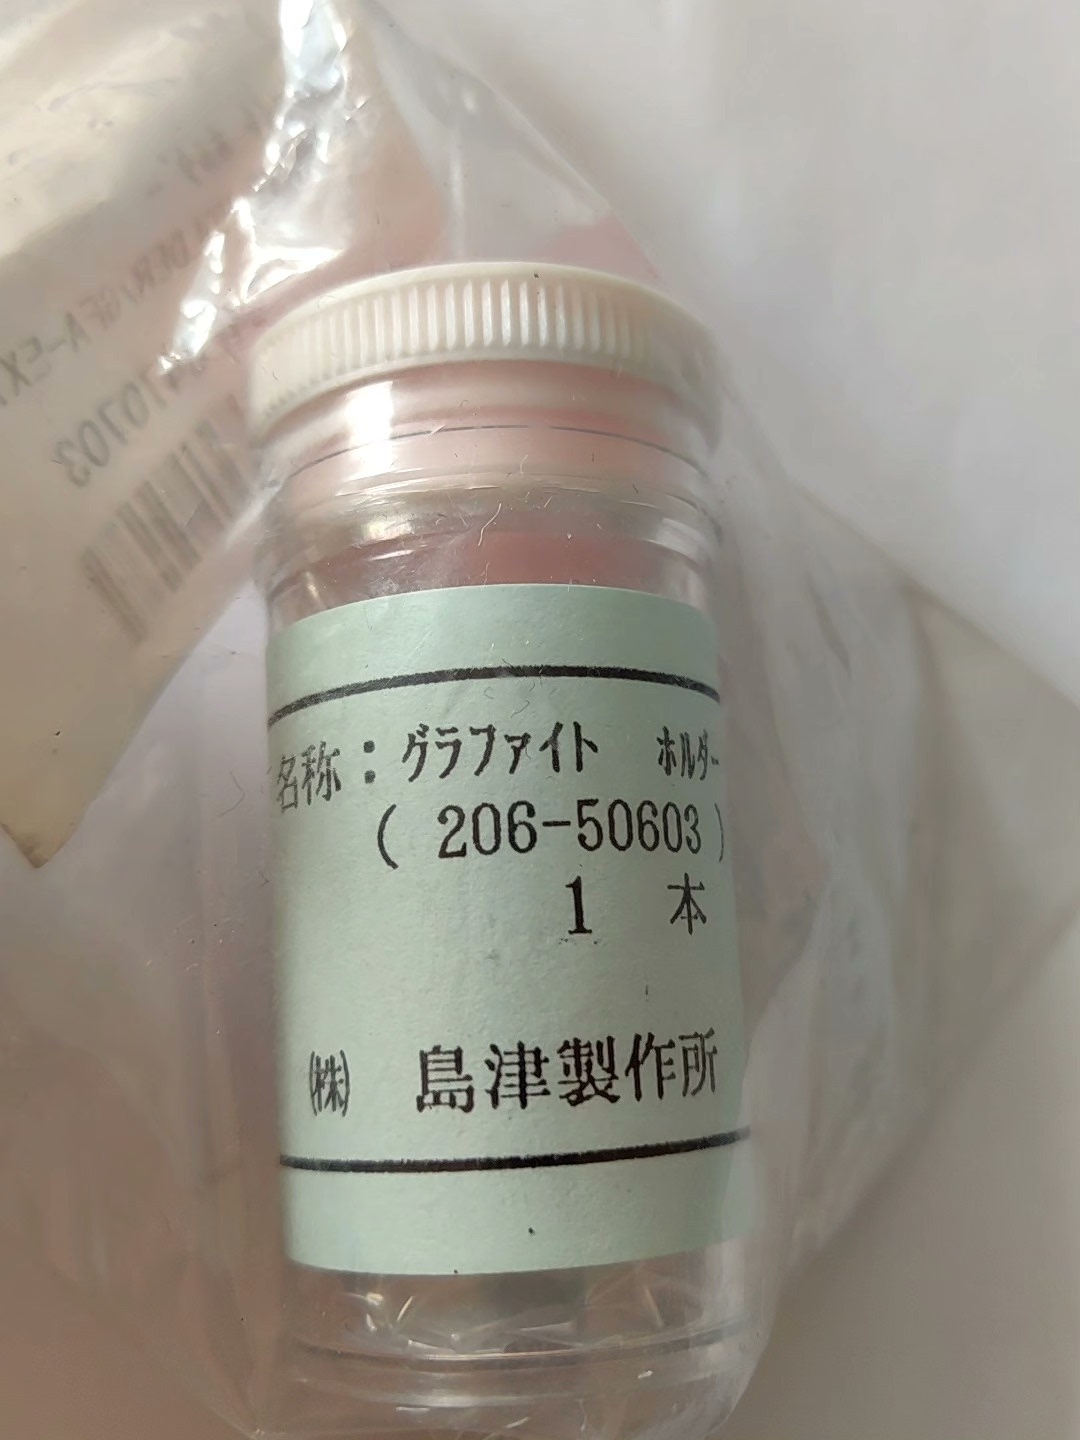 名称：グラファイト ホルダー
( 206-50603 )
1 本
(株) 島津製作所